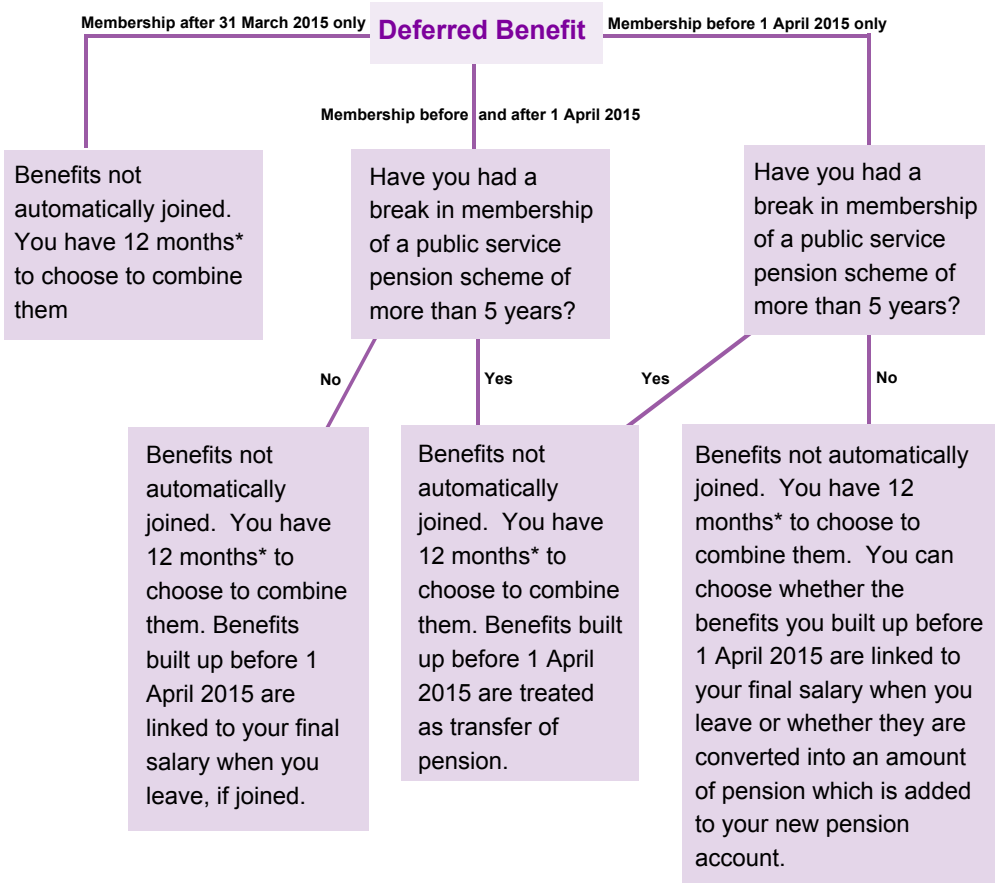 Membership after 31 March 2015 only
Deferred Benefit
Membership before 1 April 2015 only
Membership before and after 1 April 2015
Benefits not
automatically joined.
You have 12 months*
to choose to combine
them
Have you had a
break in membership
of a public service
pension scheme of
more than 5 years?
Have you had a
break in membership
of a public service
pension scheme of
more than 5 years?
No
Yes
Yes
No
Benefits not
automatically
joined. You have
12 months* to
choose to combine
them. Benefits
built up before 1
April 2015 are
linked to your final
salary when you
leave, if joined.
Benefits not
automatically
joined. You have
12 months* to
choose to combine
them. Benefits built
up before 1 April
2015 are treated
as transfer of
pension.
Benefits not automatically
joined. You have 12
months* to choose to
combine them. You can
choose whether the
benefits you built up before
1 April 2015 are linked to
your final salary when you
leave or whether they are
converted into an amount
of pension which is added
to your new pension
account.